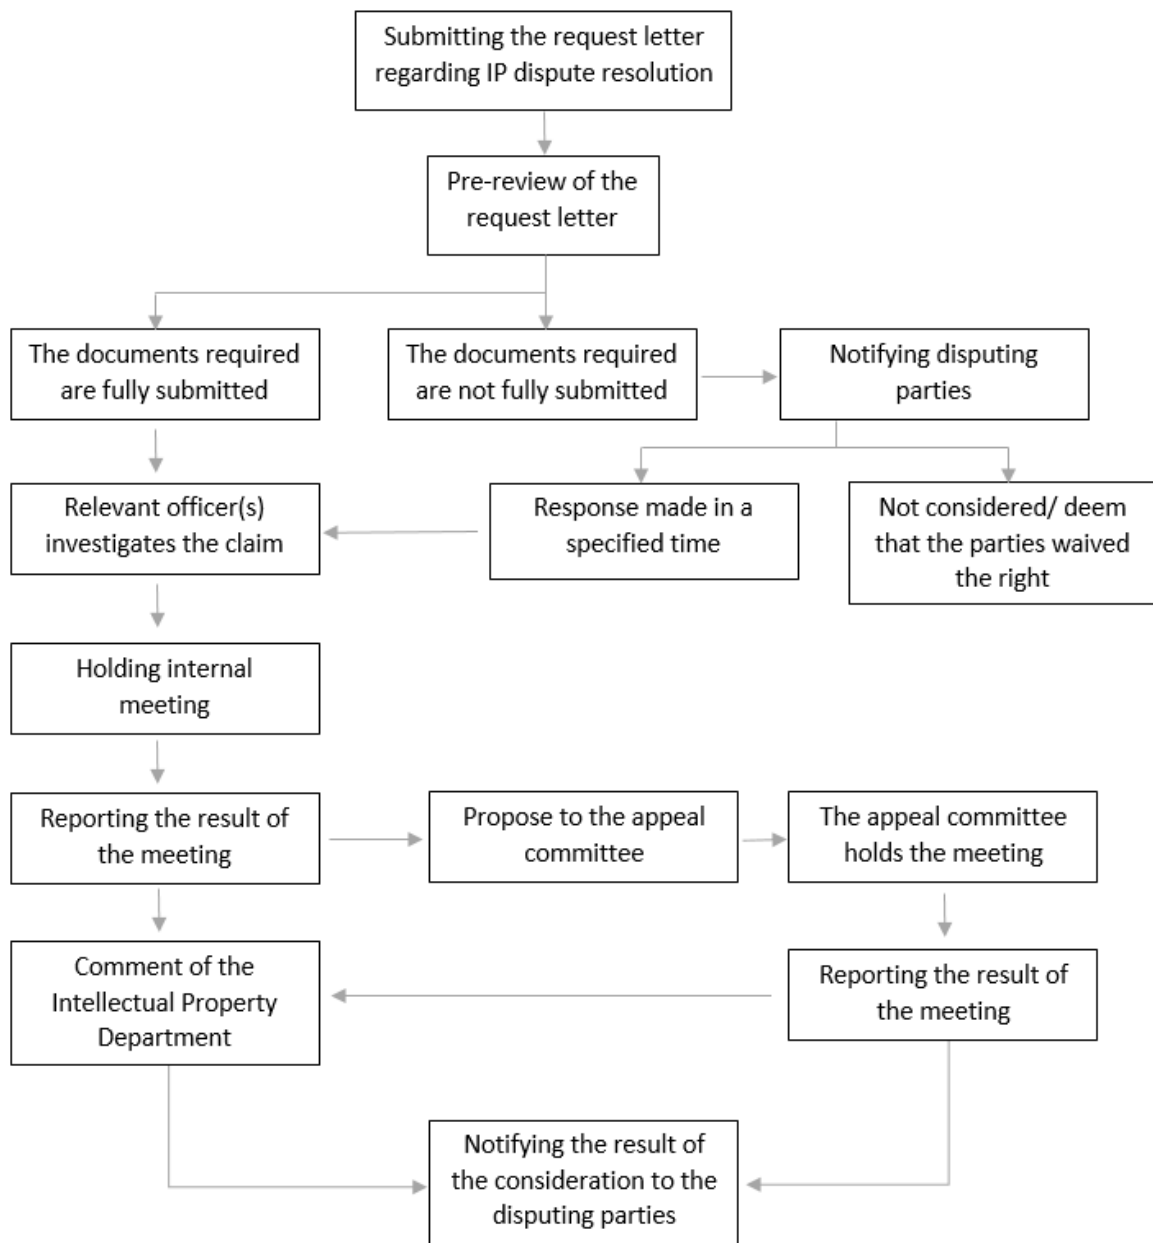 Submitting the request letter
regarding IP dispute resolution
Pre-review of the
request letter
The documents required
are fully submitted
The documents required
are not fully submitted
Notifying disputing
parties
Relevant officer(s)
investigates the claim
Response made in a
specified time
Not considered/ deem
that the parties waived
the right
Holding internal
meeting
Reporting the result of
the meeting
Propose to the appeal
committee
The appeal committee
holds the meeting
Comment of the
Intellectual Property
Department
Reporting the result of
the meeting
Notifying the result of
the consideration to the
disputing parties